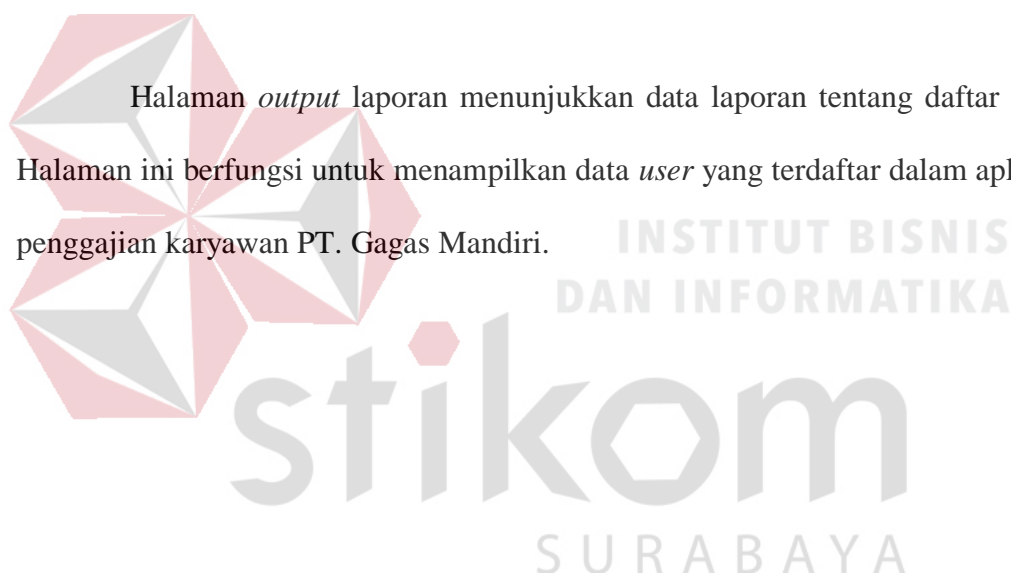 Halaman output laporan menunjukkan data laporan tentang daftar
Halaman ini berfungsi untuk menampilkan data user yang terdaftar dalam
penggajian karyawan PT. Gagas Mandiri.
INSTITUT BISNIS
DAN INFORMATIKA
stikom
SURABAYA